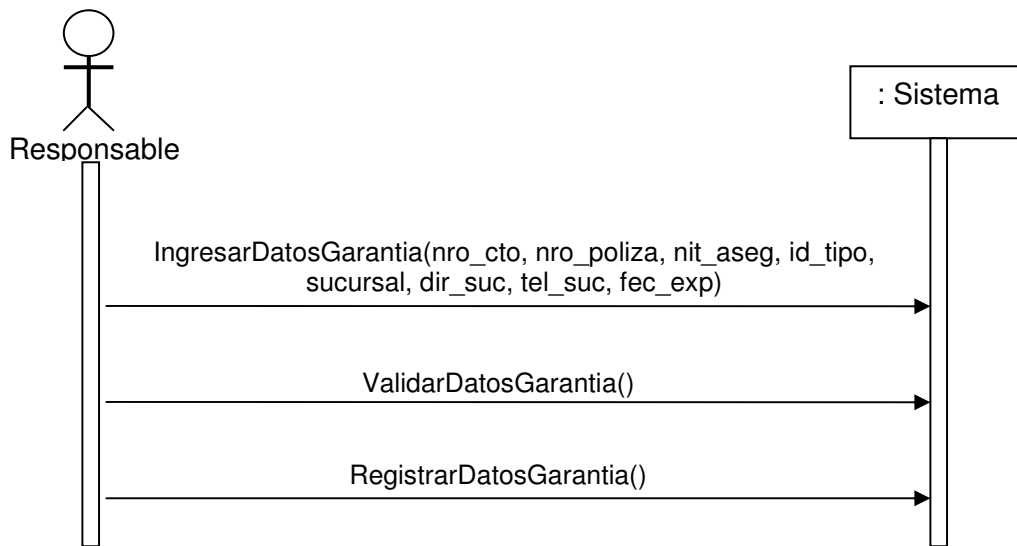 : Sistema
Responsable
IngresarDatosGarantia(nro_cto, nro_poliza, nit_aseg, id_tipo,
sucursal, dir_suc, tel_suc, fec_exp)
ValidarDatosGarantia()
RegistrarDatosGarantia()